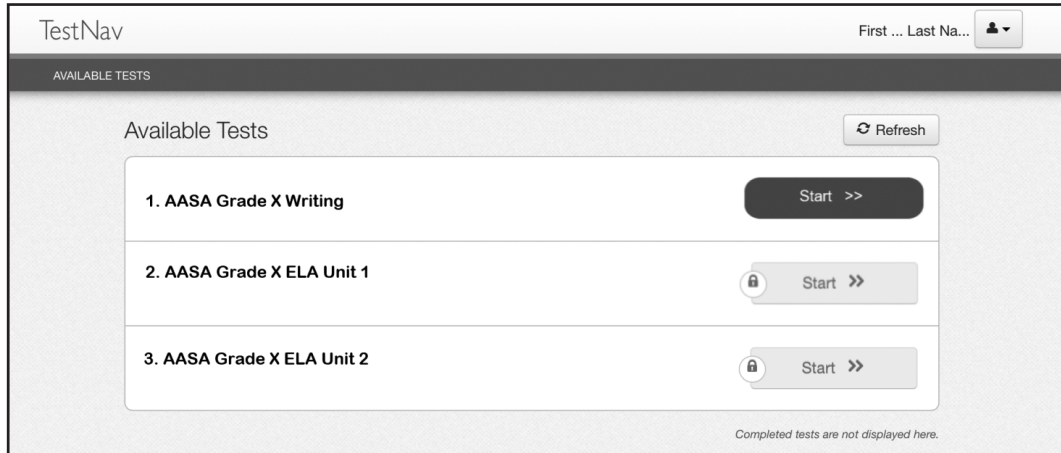 TestNav
First ... Last Na...
AVAILABLE TESTS
Available Tests
Refresh
1. AASA Grade X Writing
Start >>
2. AASA Grade X ELA Unit 1
Start >>
3. AASA Grade X ELA Unit 2
Start >>
Completed tests are not displayed here.